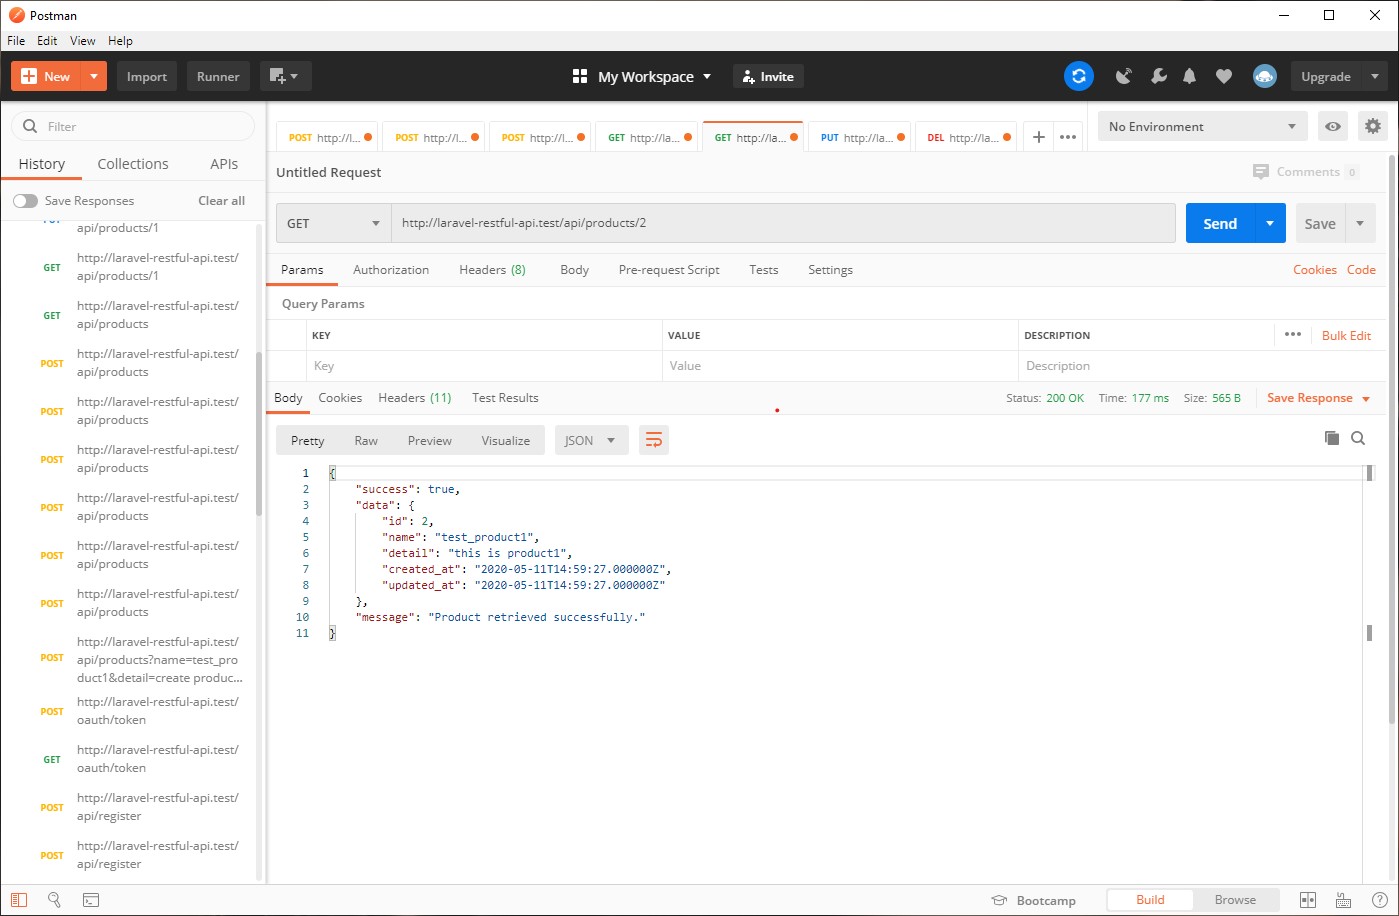 Postman
File Edit View Help
New Import Runner My Workspace Invite Upgrade
Filter
History Collections APIs
Save Responses Clear all
api/products/1
GET http://laravel-restful-api.test/
api/products/1
GET http://laravel-restful-api.test/
api/products
POST http://laravel-restful-api.test/
api/products
POST http://laravel-restful-api.test/
api/products
POST http://laravel-restful-api.test/
api/products
POST http://laravel-restful-api.test/
api/products
POST http://laravel-restful-api.test/
api/products
POST http://laravel-restful-api.test/
api/products
POST http://laravel-restful-api.test/
api/products?name=test_pro
duct1&detail=create produc...
POST http://laravel-restful-api.test/
oauth/token
GET http://laravel-restful-api.test/
oauth/token
POST http://laravel-restful-api.test/
api/register
POST http://laravel-restful-api.test/
api/register
POST http://l... POST http://l... POST http://l... GET http://la... GET http://la... PUT http://la... DEL http://la... + ••• No Environment
Untitled Request Comments 0
GET http://laravel-restful-api.test/api/products/2 Send Save
Params Authorization Headers (8) Body Pre-request Script Tests Settings Cookies Code
Query Params
KEY VALUE DESCRIPTION ••• Bulk Edit
Key Value Description
Body Cookies Headers (11) Test Results Status: 200 OK Time: 177 ms Size: 565 B Save Response
Pretty Raw Preview Visualize JSON
1 {
2 "success": true,
3 "data": {
4 "id": 2,
5 "name": "test_product1",
6 "detail": "this is product1",
7 "created_at": "2020-05-11T14:59:27.000000Z",
8 "updated_at": "2020-05-11T14:59:27.000000Z"
9 },
10 "message": "Product retrieved successfully."
11 }
Bootcamp Build Browse